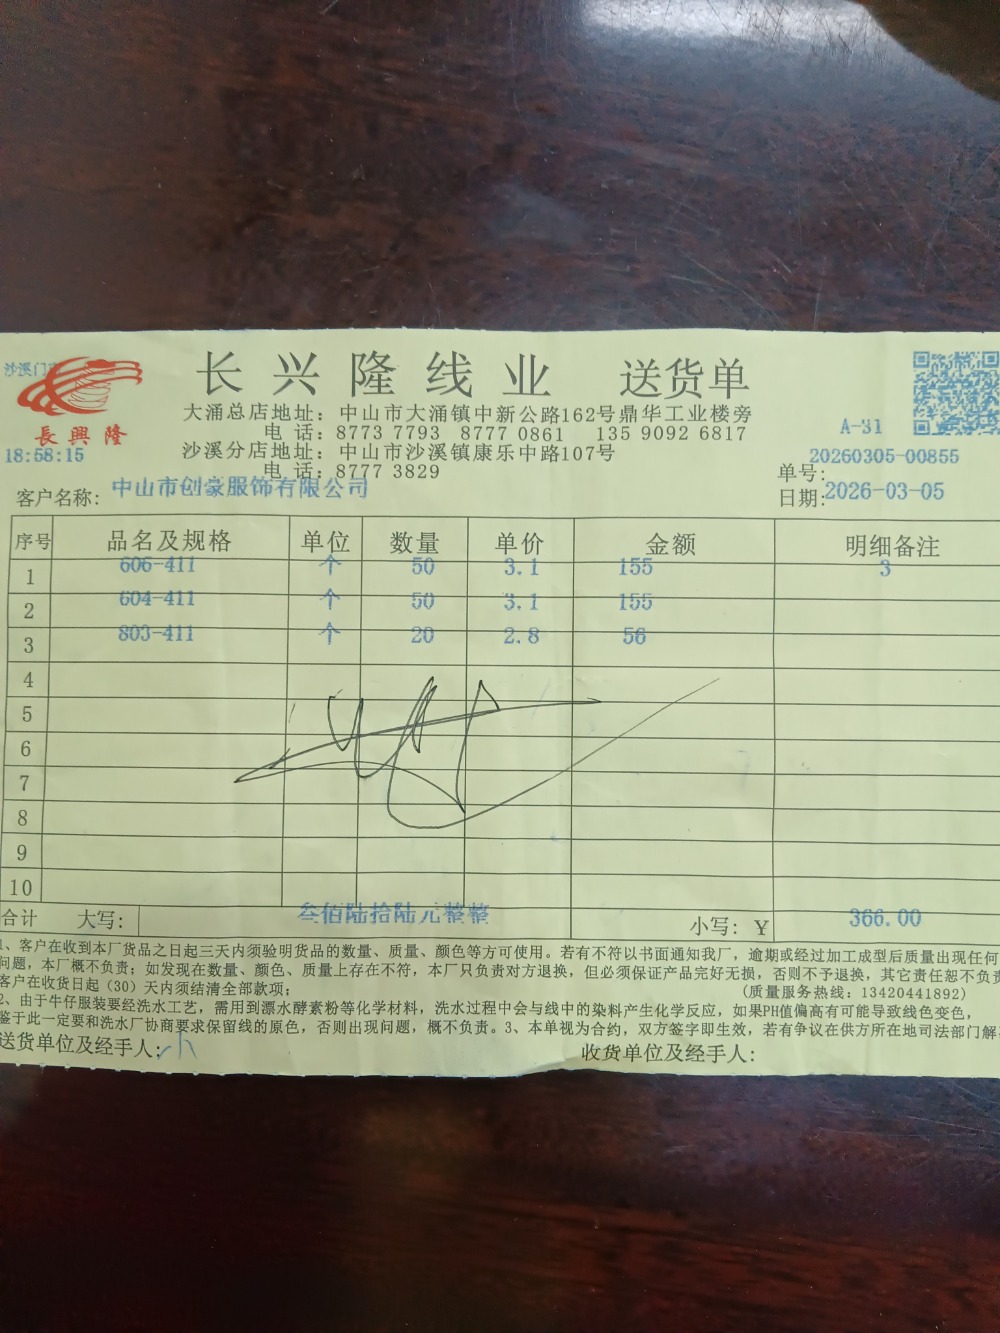 沙溪门
长兴隆线业 送货单
長興隆
大涌总店地址：中山市大涌镇中新公路162号鼎华工业楼旁
电 话：8773 7793 8777 0861 135 9092 6817
沙溪分店地址：中山市沙溪镇康乐中路107号
电 话：8777 3829
A-31
18:58:15
单号：20260305-00855
客户名称：中山市创豪服饰有限公司
日期：2026-03-05
序号 品名及规格 单位 数量 单价 金额 明细备注
1 606-411 个 50 3.1 155 3
2 604-411 个 50 3.1 155
3 803-411 个 20 2.8 56
4
5
6
7
8
9
10
合计 大写：叁佰陆拾陆元整整 小写：￥ 366.00
1、客户在收到本厂货品之日起三天内须验明货品的数量、质量、颜色等方可使用。若有不符以书面通知我厂，逾期或经过加工成型后质量出现任何
问题，本厂概不负责；如发现在数量、颜色、质量上存在不符，本厂只负责对方退换，但必须保证产品完好无损，否则不予退换，其它责任恕不负责
客户在收货日起（30）天内须结清全部款项； （质量服务热线：13420441892）
2、由于牛仔服装要经洗水工艺，需用到漂水酵素粉等化学材料，洗水过程中会与线中的染料产生化学反应，如果PH值偏高有可能导致线色变色，
鉴于此一定要和洗水厂协商要求保留线的原色，否则出现问题，概不负责。3、本单视为合约，双方签字即生效，若有争议在供方所在地司法部门解
送货单位及经手人：小 收货单位及经手人：